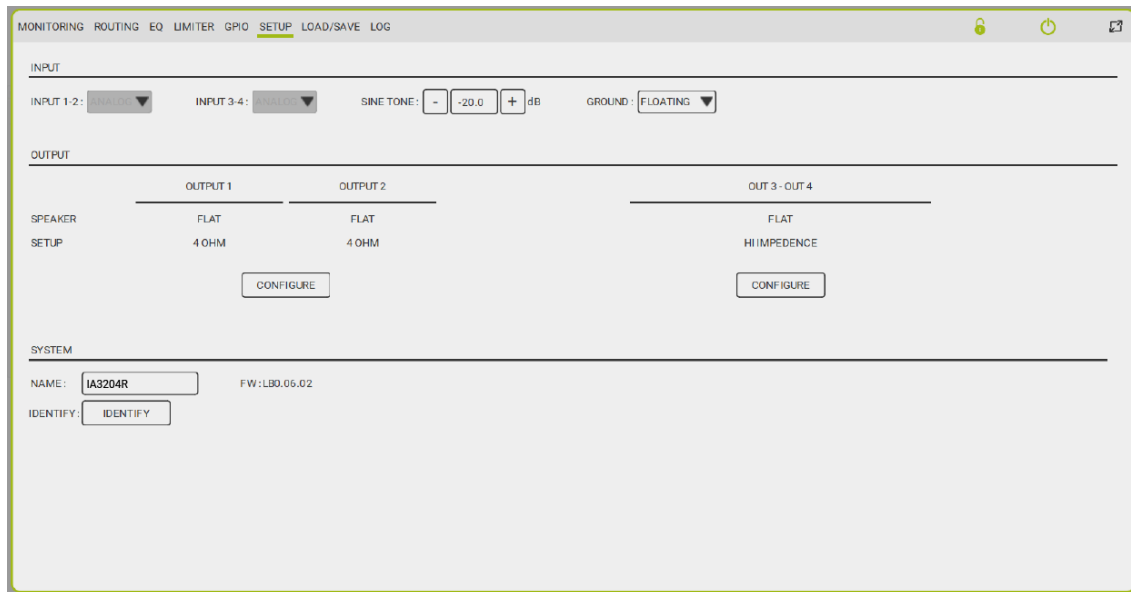 MONITORING ROUTING EQ LIMITER GPIO SETUP LOAD/SAVE LOG
INPUT
INPUT 1-2: ANALOG INPUT 3-4: ANALOG SINE TONE: - -20.0 + dB GROUND: FLOATING
OUTPUT
OUTPUT 1 OUTPUT 2 OUT 3 - OUT 4
SPEAKER FLAT FLAT FLAT
SETUP 4 OHM 4 OHM HI IMPEDENCE
CONFIGURE CONFIGURE
SYSTEM
NAME: IA3204R FW:LB0.06.02
IDENTIFY: IDENTIFY